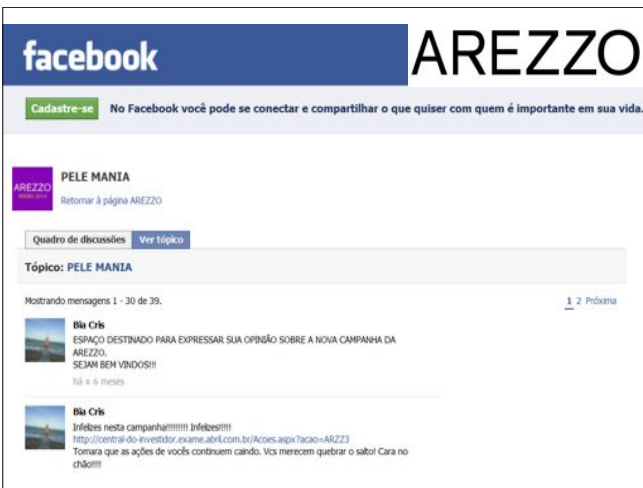 facebook
AREZZO
Cadastre-se No Facebook você pode se conectar e compartilhar o que quiser com quem é importante em sua vida.
AREZZO
PELE MANIA
Retornar à página AREZZO
Quadro de discussões Ver tópico
Tópico: PELE MANIA
Mostrando mensagens 1 - 30 de 39. 1 2 Próxima
Bia Cris
ESPAÇO DESTINADO PARA EXPRESSAR SUA OPINIÃO SOBRE A NOVA CAMPANHA DA
AREZZO.
SEJAM BEM VINDOS!!!
há ± 6 meses
Bia Cris
Infelizes nesta campanha!!!!!!!!! Infelizes!!!!!
http://central-do-investidor.exame.abril.com.br/Acoes.aspx?acao=ARZZ3
Tomara que as ações de vocês continuem caindo. Vcs merecem quebrar o salto! Cara no
chão!!!!